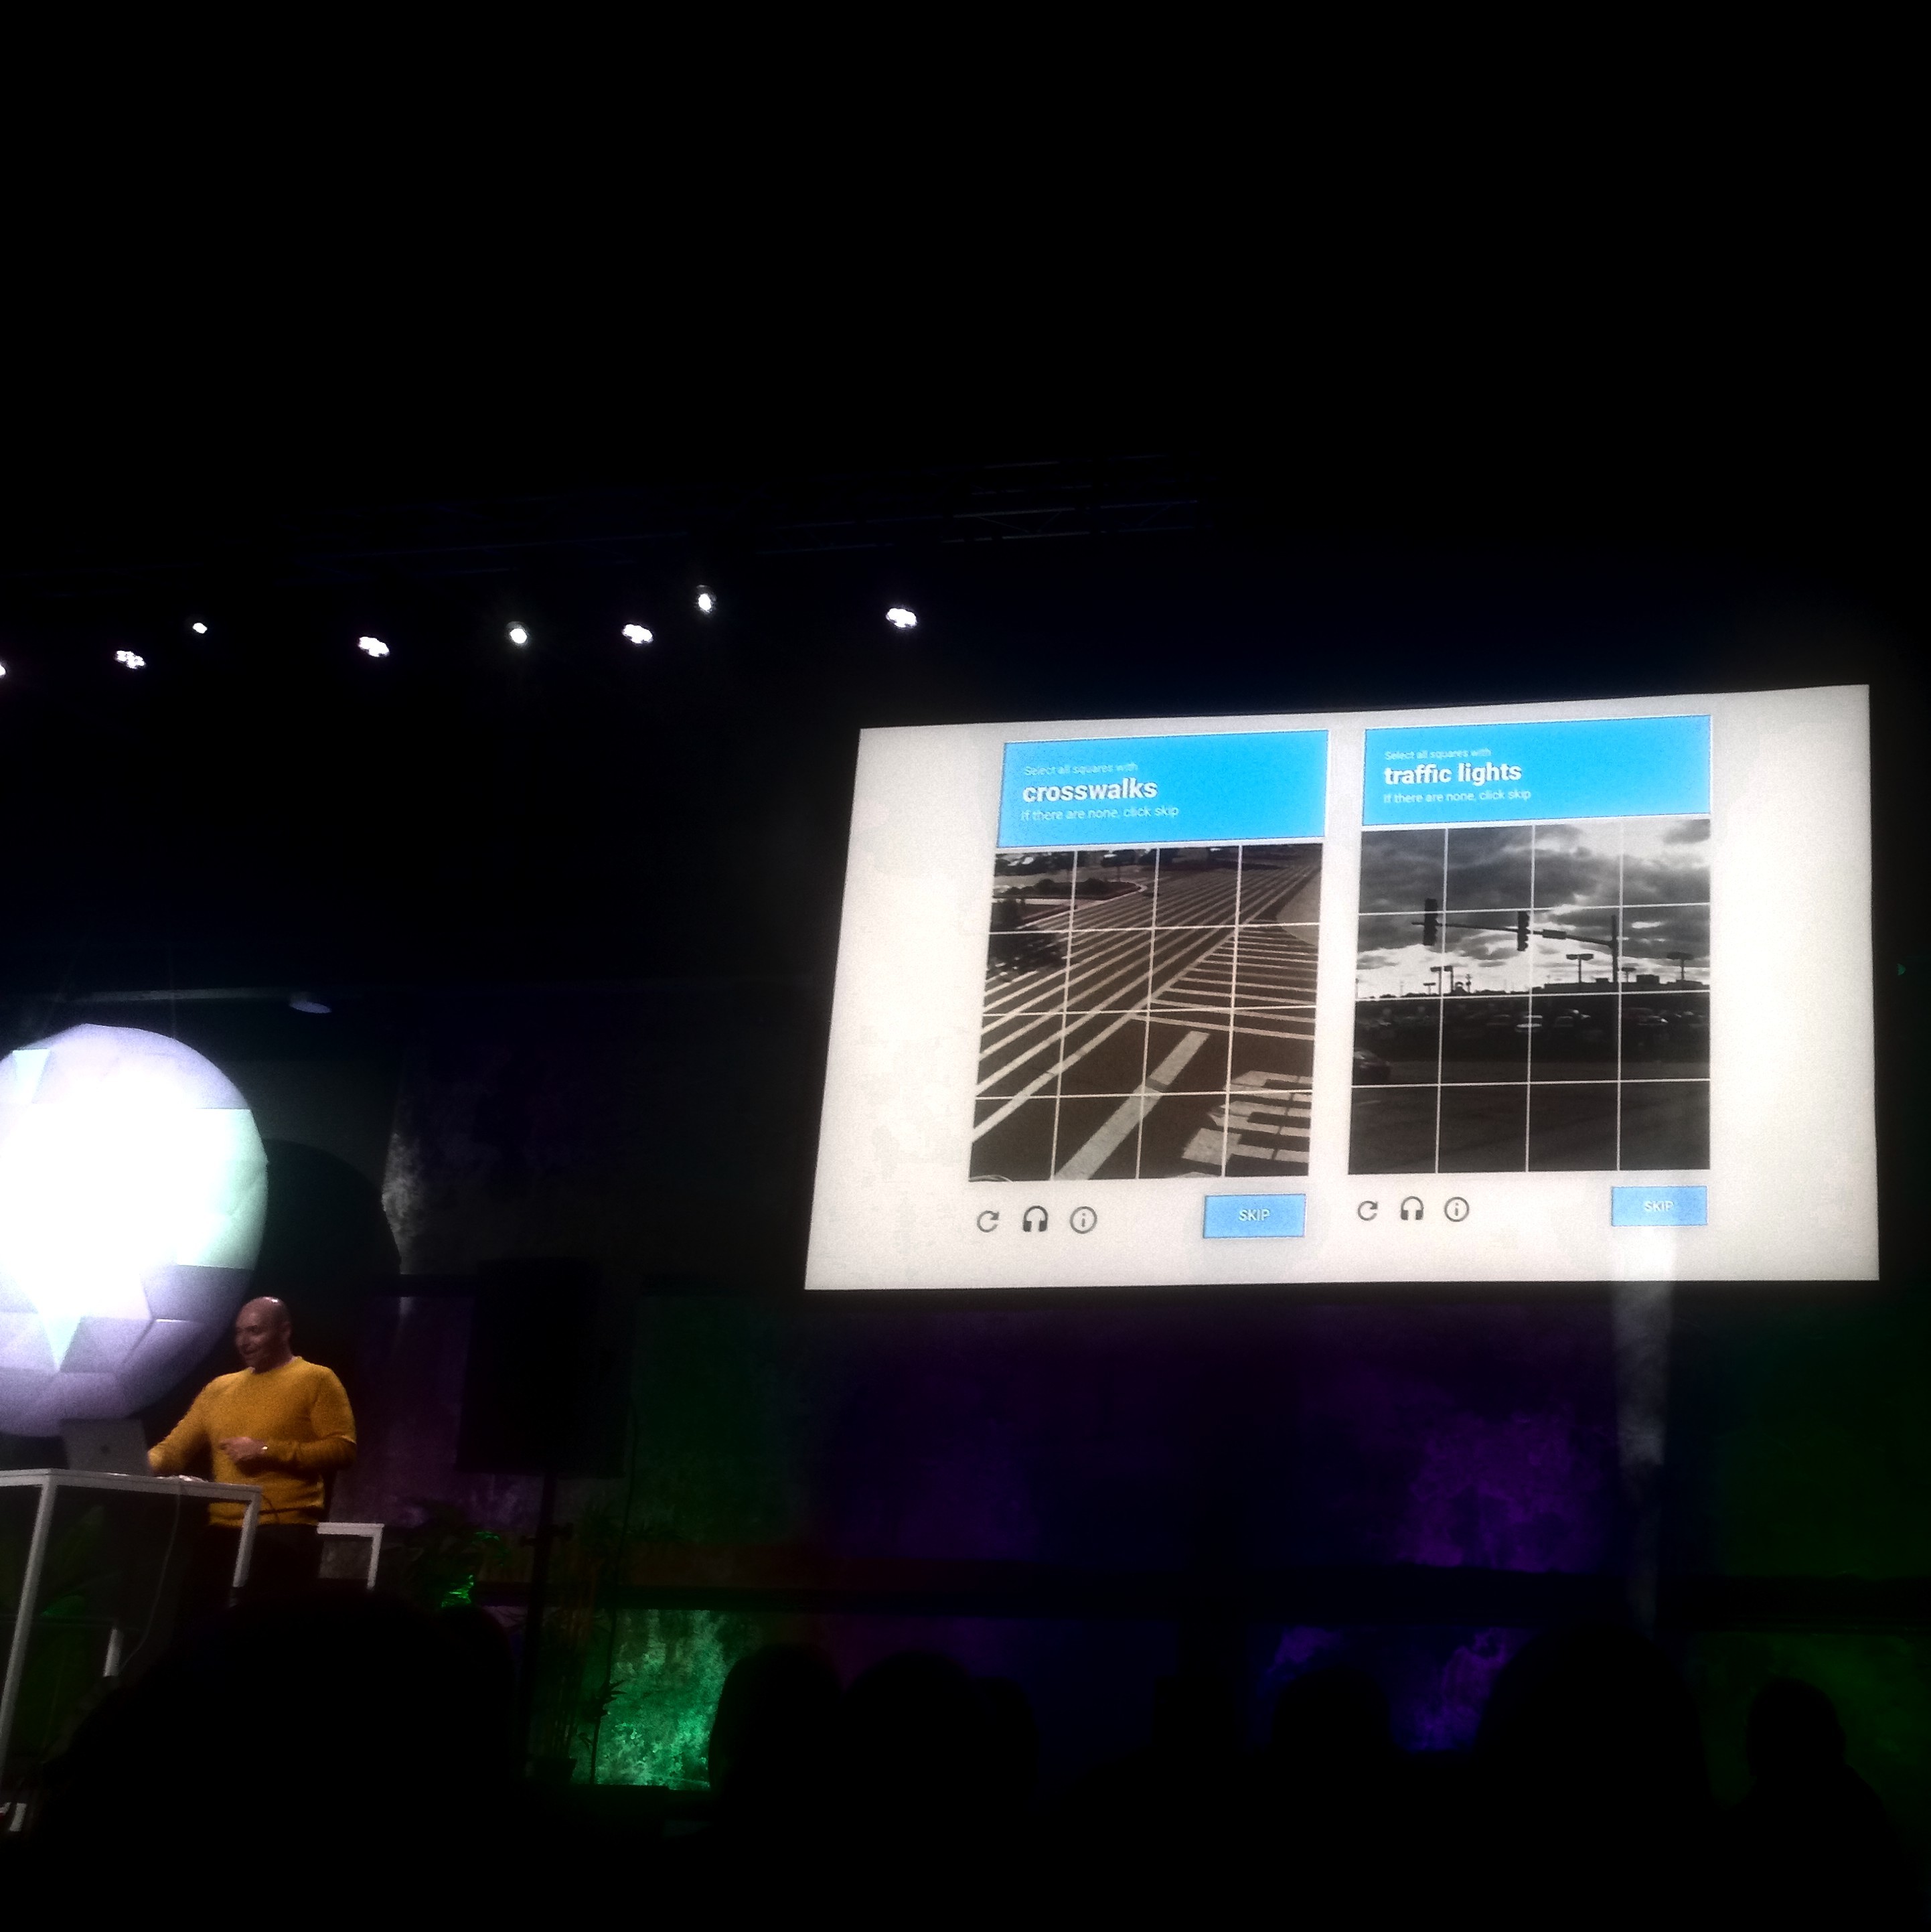 Select all squares with
crosswalks
If there are none, click skip
SKIP
Select all squares with
traffic lights
If there are none, click skip
SKIP